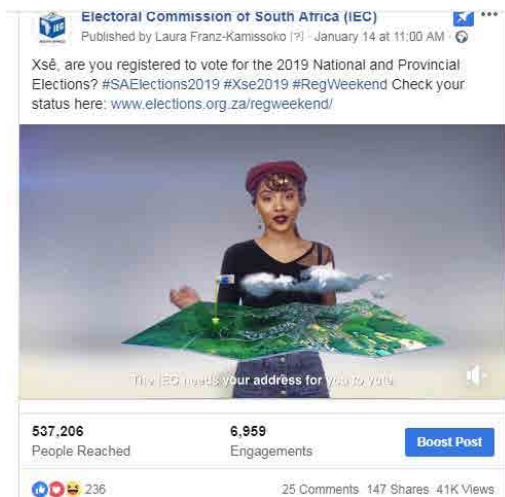 Electoral Commission of South Africa (IEC)
Published by Laura Franz-Kamissoko [?] · January 14 at 11:00 AM ·
Xsê, are you registered to vote for the 2019 National and Provincial
Elections? #SAElections2019 #Xse2019 #RegWeekend Check your
status here: www.elections.org.za/regweekend/
The IEC needs your address for you to vote
537,206
6,959
People Reached
Engagements
Boost Post
236
25 Comments 147 Shares 41K Views